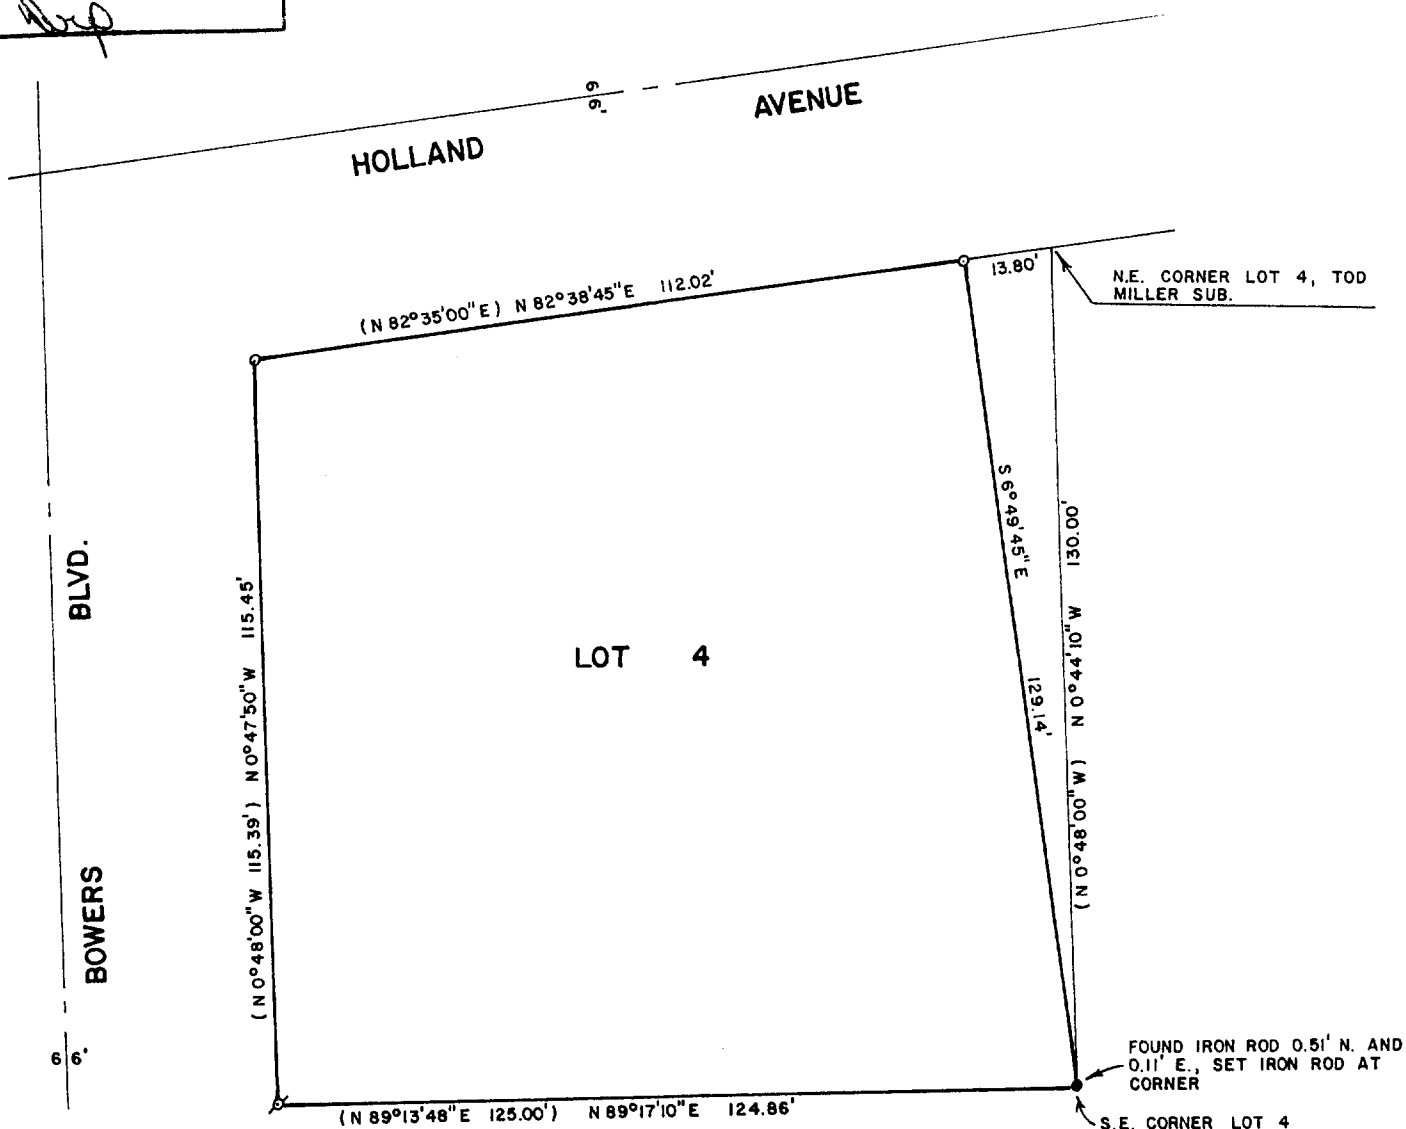 66'
HOLLAND AVENUE
13.80'
N.E. CORNER LOT 4, TOD
MILLER SUB.
(N 82°35'00"E) N 82°38'45"E 112.02'
S 6°49'45"E 129.14'
(N 0°48'00"W) N 0°44'10"W 130.00'
BOWERS BLVD.
(N 0°48'00"W 115.39') N 0°47'50"W 115.45'
LOT 4
66'
FOUND IRON ROD 0.51' N. AND
0.11' E., SET IRON ROD AT
CORNER
(N 89°13'48"E 125.00') N 89°17'10"E 124.86'
S.E. CORNER LOT 4